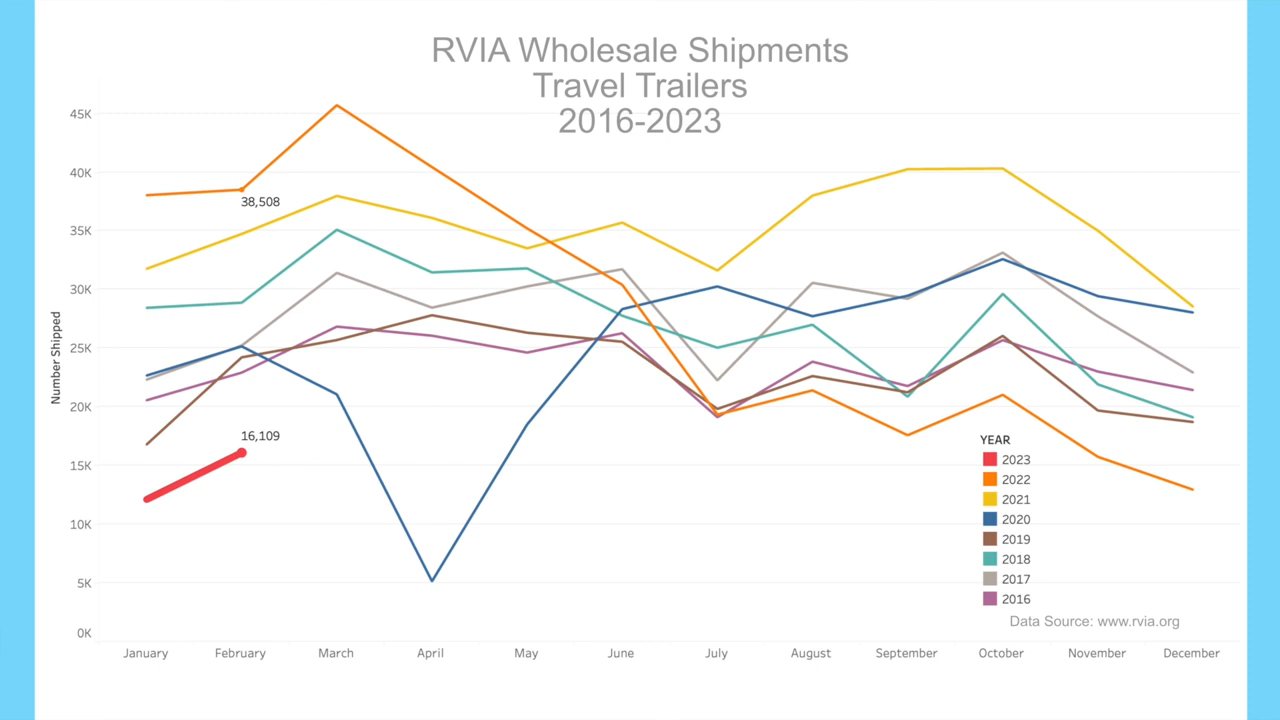 RVIA Wholesale Shipments
Travel Trailers
2016-2023
45K
40K
35K
30K
25K
20K
15K
10K
5K
0K
Number Shipped
38,508
16,109
YEAR
2023
2022
2021
2020
2019
2018
2017
2016
Data Source: www.rvia.org
January February March April May June July August September October November December